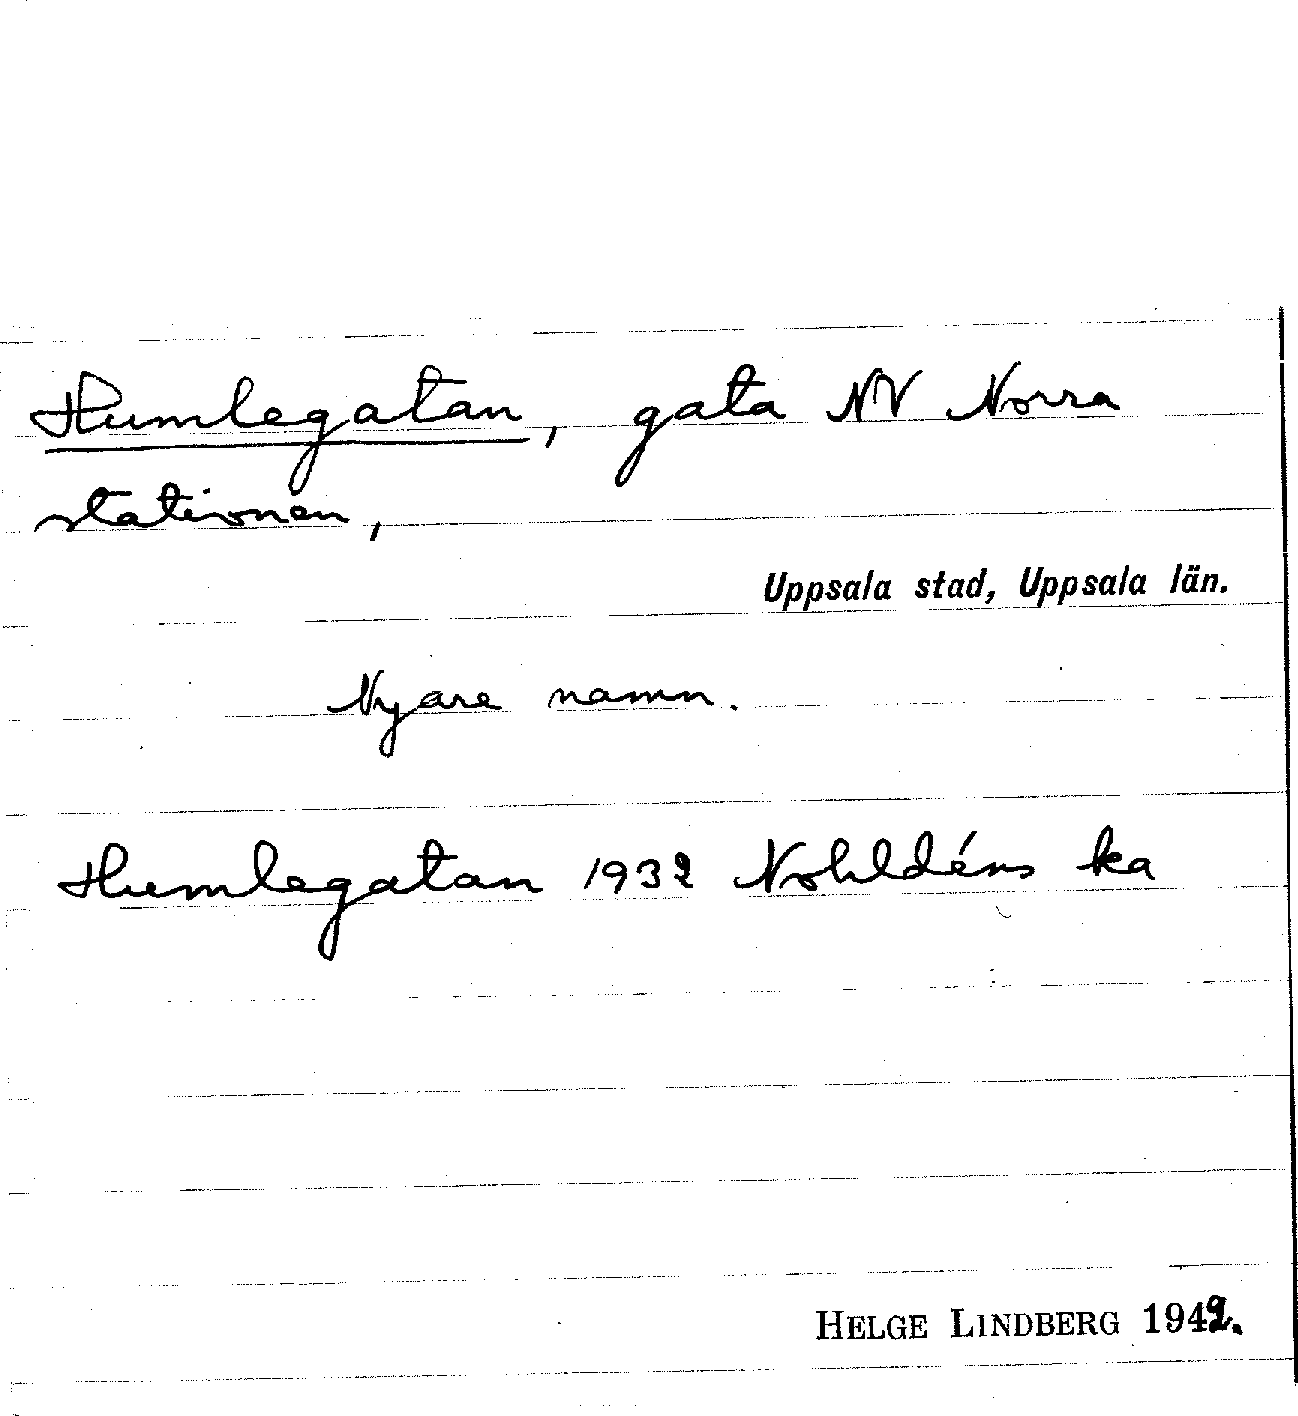 Humlegatan, gata NV Norra
stationen,
Uppsala stad, Uppsala län.
Nyare namn.
Humlegatan 1932 Nohldéns ka
HELGE LINDBERG 1942.